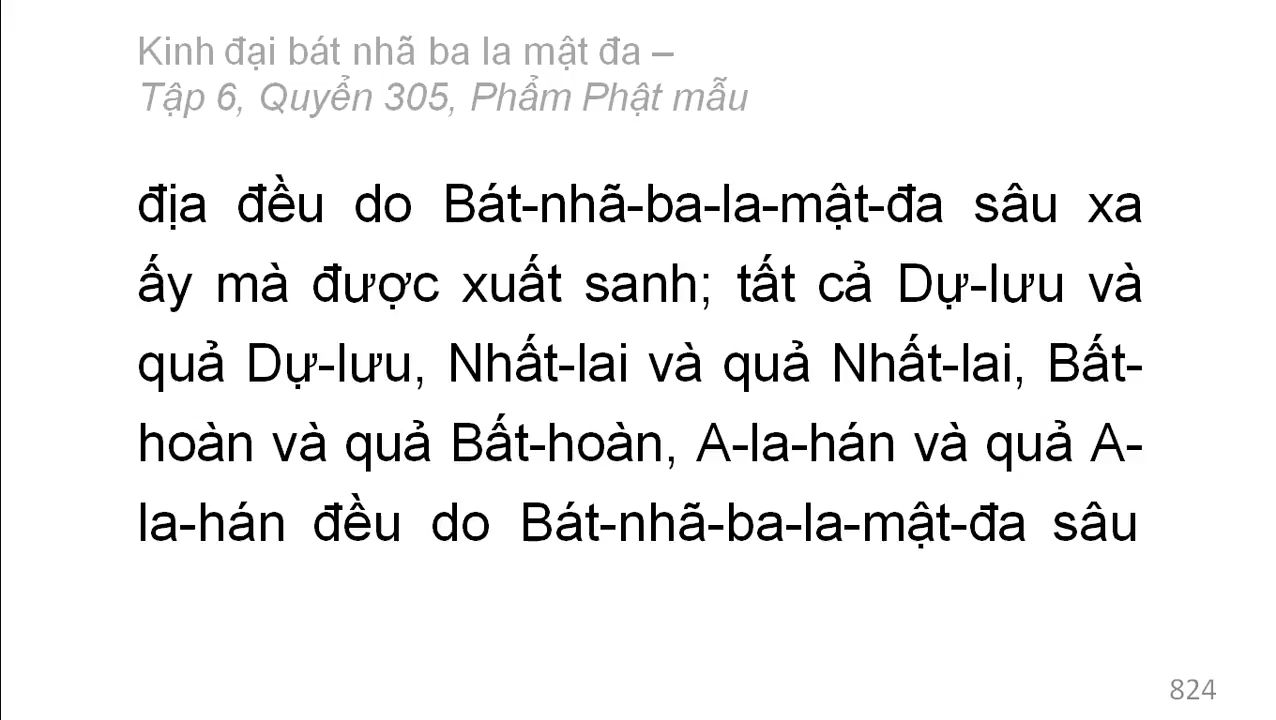 Kinh đại bát nhã ba la mật đa –
Tập 6, Quyển 305, Phẩm Phật mẫu
địa đều do Bát-nhã-ba-la-mật-đa sâu xa
ấy mà được xuất sanh; tất cả Dự-lưu và
quả Dự-lưu, Nhất-lai và quả Nhất-lai, Bất-
hoàn và quả Bất-hoàn, A-la-hán và quả A-
la-hán đều do Bát-nhã-ba-la-mật-đa sâu
824